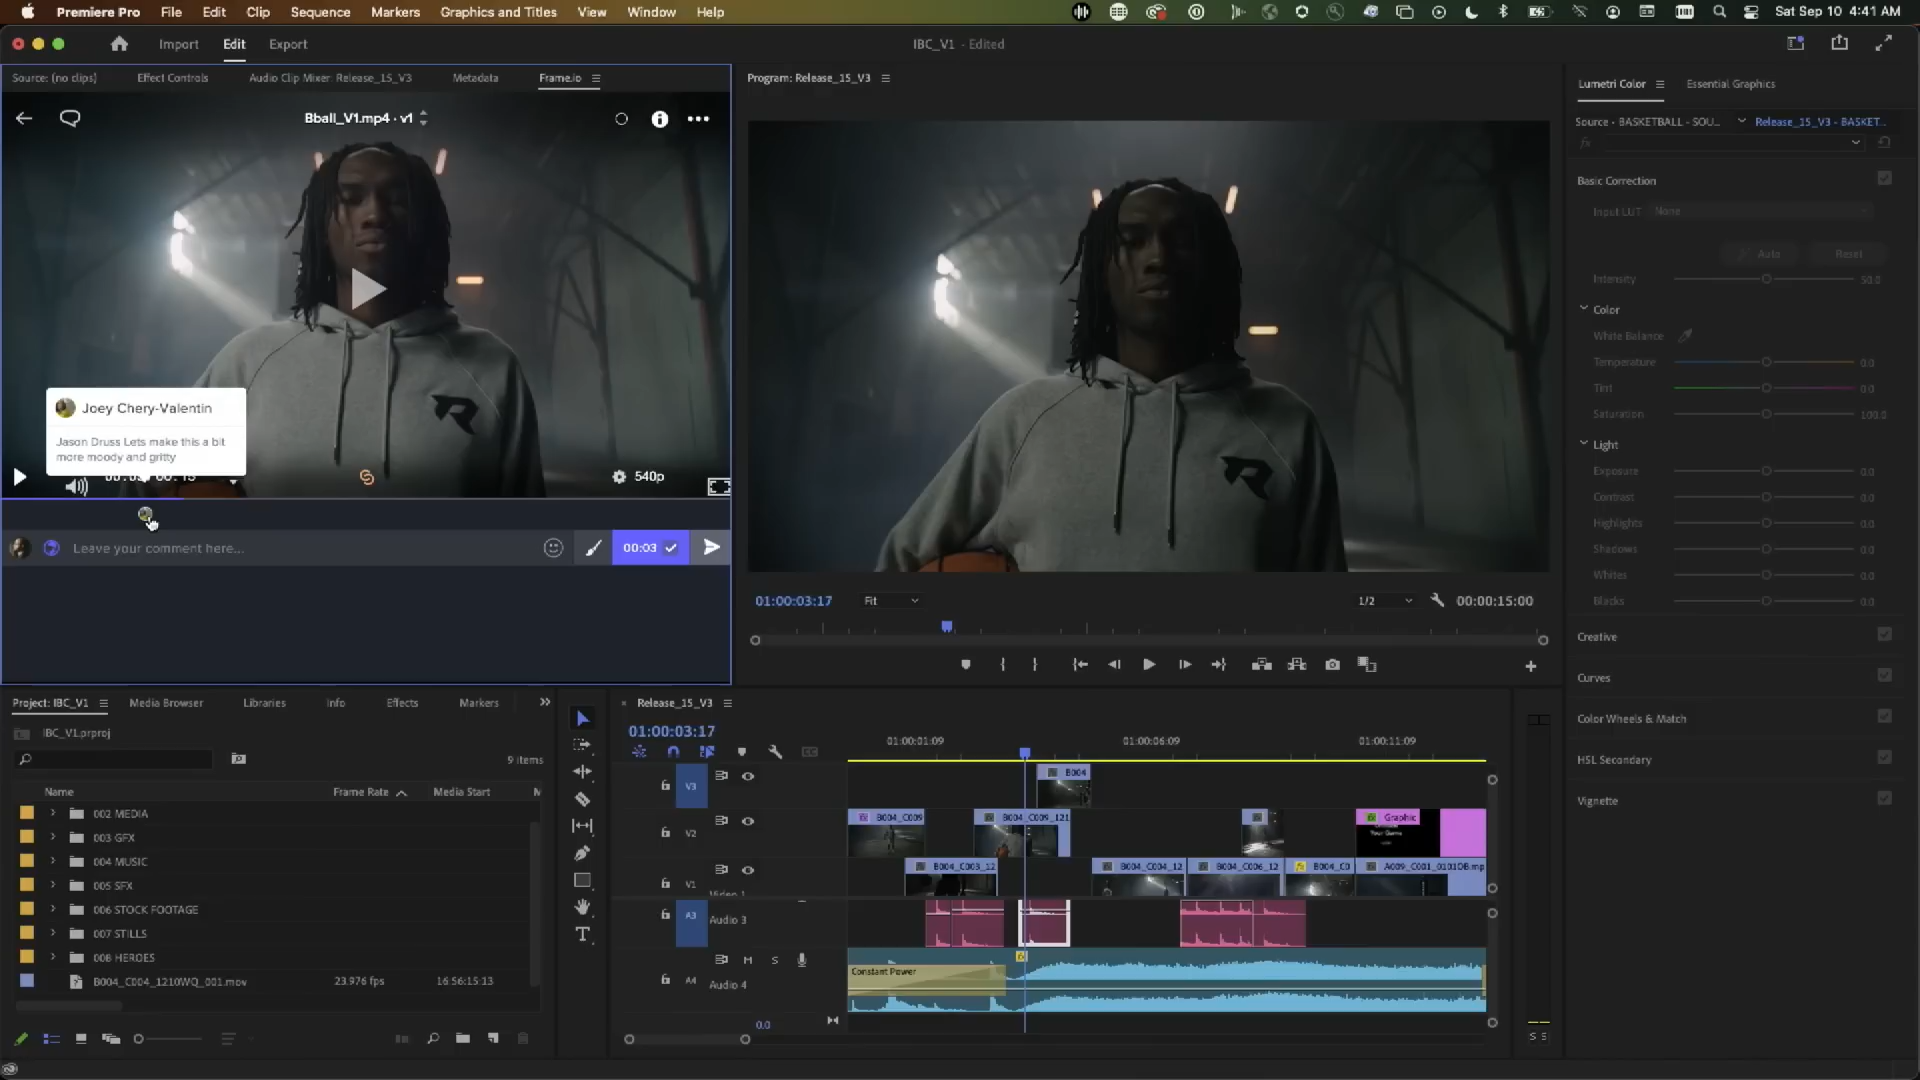 Premiere Pro File Edit Clip Sequence Markers Graphics and Titles View Window Help
Sat Sep 10 4:41 AM
Import Edit Export
IBC_V1 - Edited
Source: (no clips) Effect Controls Audio Clip Mixer: Release_15_V3 Metadata Frame.io
Bball_V1.mp4 · v1
Joey Chery-Valentin
Jason Druss Lets make this a bit
more moody and gritty
540p
Leave your comment here...
00:03
Program: Release_15_V3
01:00:03:17
Fit
1/2
00:00:15:00
Lumetri Color Essential Graphics
Source - BASKETBALL - SOU... Release_15_V3 - BASKET...
fx
Basic Correction
Input LUT None
Auto Reset
Intensity 50.0
Color
White Balance
Temperature 0.0
Tint 0.0
Saturation 100.0
Light
Exposure 0.0
Contrast 0.0
Highlights 0.0
Shadows 0.0
Whites 0.0
Blacks 0.0
Creative
Curves
Color Wheels & Match
HSL Secondary
Vignette
Project: IBC_V1 Media Browser Libraries Info Effects Markers
IBC_V1.prproj
9 items
Name Frame Rate Media Start M
002 MEDIA
003 GFX
004 MUSIC
005 SFX
006 STOCK FOOTAGE
007 STILLS
008 HEROES
B004_C004_1210WQ_001.mov 23.976 fps 16:56:15:13
Release_15_V3
01:00:03:17
01:00:01:09 01:00:06:09 01:00:11:09
V3
B004
V2
B004_C009
B004_C009_121
Graphic
Your Game
V1
Video 1
B004_C003_12
B004_C004_12
B004_C006_12
B004_C0
A009_C001_0101DB.mp
A3
Audio 3
M S
A4
Audio 4
Constant Power
0.0
S S